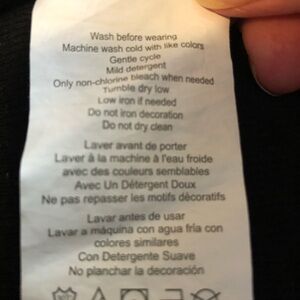 Wash before wearing
Machine wash cold with like colors
Gentle cycle
Mild detergent
Only non-chlorine bleach when needed
Tumble dry low
Low iron if needed
Do not iron decoration
Do not dry clean
Laver avant de porter
Laver à la machine à l'eau froide
avec des couleurs semblables
Avec Un Détergent Doux
Ne pas repasser les motifs décoratifs
Lavar antes de usar
Lavar a máquina con agua fría con
colores similares
Con Detergente Suave
No planchar la decoración